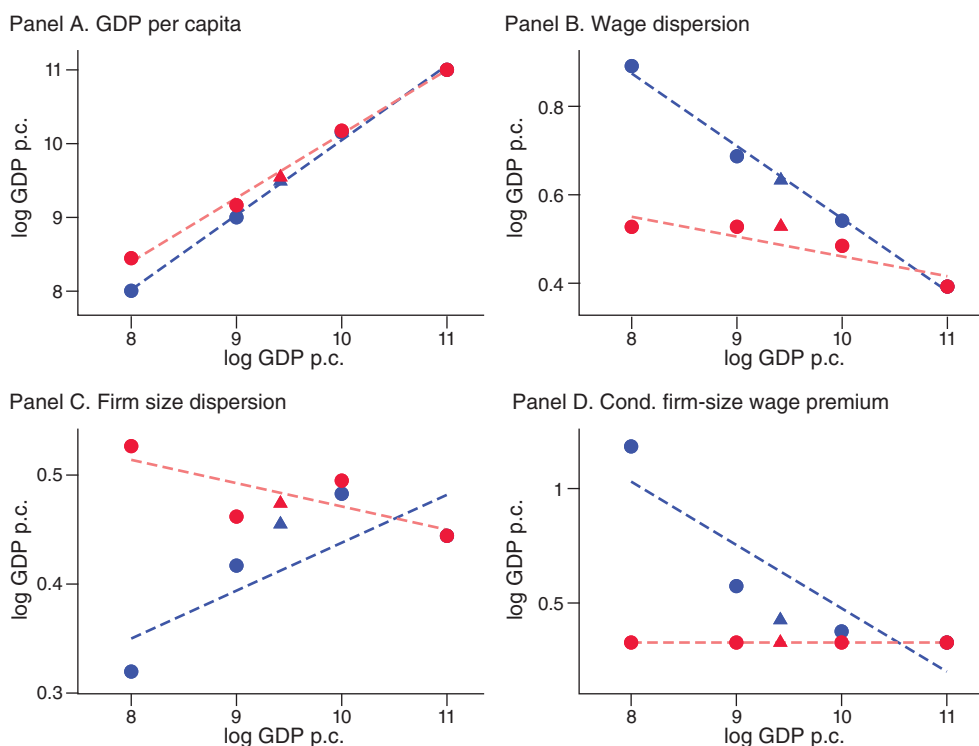 Panel A. GDP per capita
11
10
9
8
log GDP p.c.
8 9 10 11
log GDP p.c.
Panel B. Wage dispersion
0.8
0.6
0.4
log GDP p.c.
8 9 10 11
log GDP p.c.
Panel C. Firm size dispersion
0.5
0.4
0.3
log GDP p.c.
8 9 10 11
log GDP p.c.
Panel D. Cond. firm-size wage premium
1
0.5
log GDP p.c.
8 9 10 11
log GDP p.c.